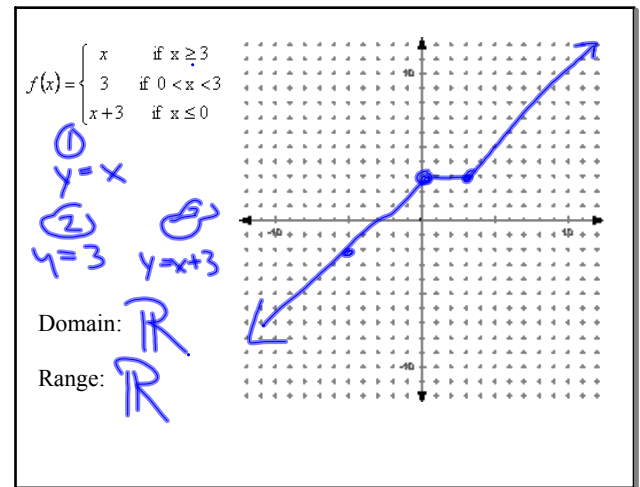 f(x) = { x if x ≥ 3
3 if 0 < x < 3
x + 3 if x ≤ 0
①
y = x
②
y = 3
y = x+3
Domain: ℝ
Range: ℝ
10
-10
10
-10